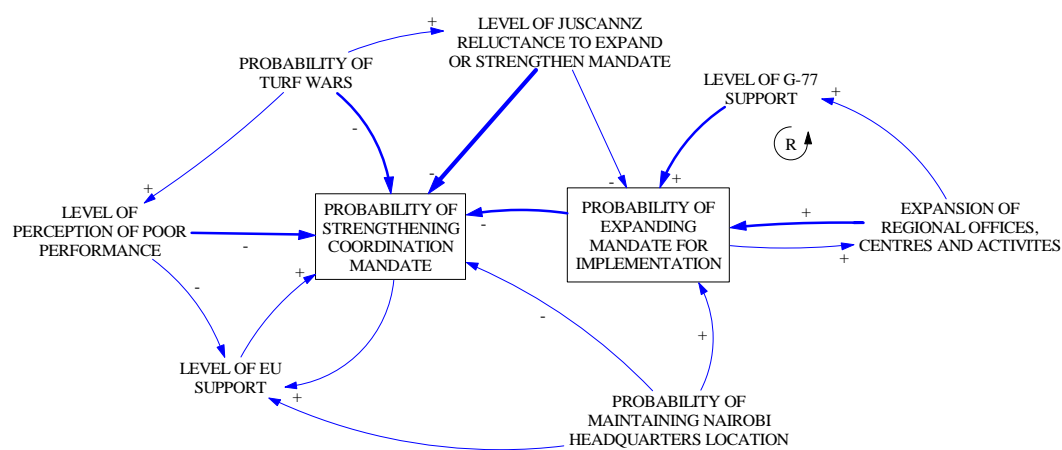 LEVEL OF JUSCANNZ
RELUCTANCE TO EXPAND
OR STRENGTHEN MANDATE
+
PROBABILITY OF
TURF WARS
LEVEL OF G-77
SUPPORT
+
-
R
-
-
+
+
LEVEL OF
PERCEPTION OF POOR
PERFORMANCE
-
PROBABILITY OF
STRENGTHENING
COORDINATION
MANDATE
-
PROBABILITY OF
EXPANDING
MANDATE FOR
IMPLEMENTATION
+
+
EXPANSION OF
REGIONAL OFFICES,
CENTRES AND ACTIVITES
-
+
-
+
LEVEL OF EU
SUPPORT
+
PROBABILITY OF
MAINTAINING NAIROBI
HEADQUARTERS LOCATION